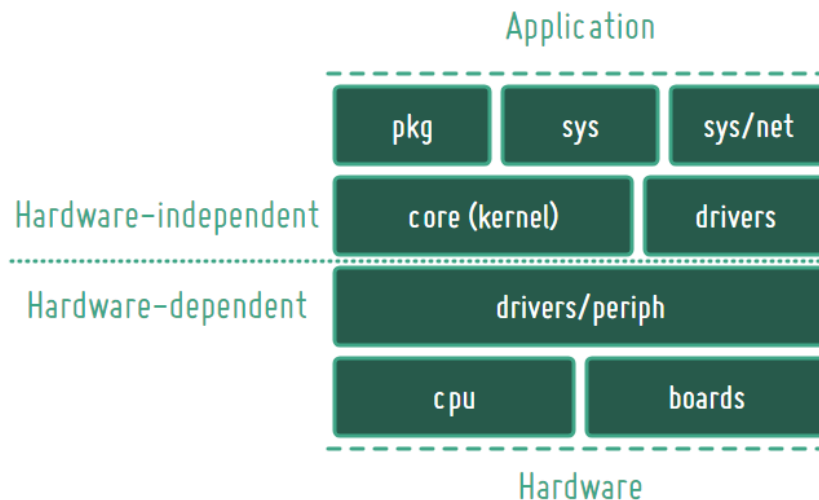 Application
pkg
sys
sys/net
Hardware-independent
core (kernel)
drivers
Hardware-dependent
drivers/periph
cpu
boards
Hardware